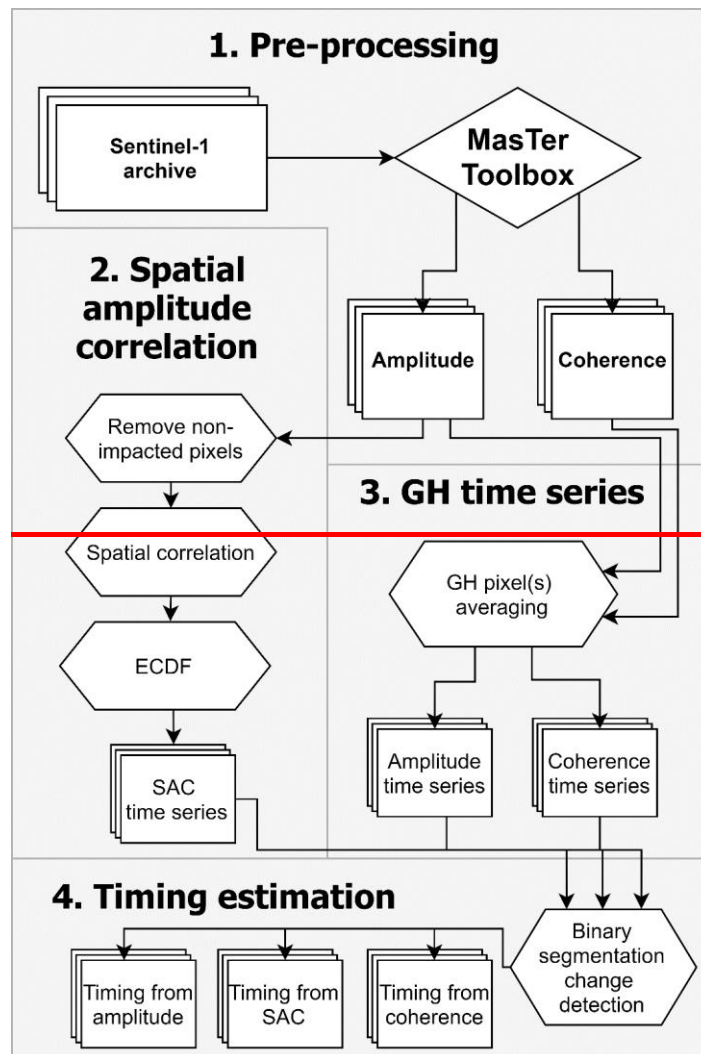 1. Pre-processing
Sentinel-1
archive
MasTer
Toolbox
2. Spatial
amplitude
correlation
Amplitude
Coherence
Remove non-
impacted pixels
3. GH time series
Spatial correlation
GH pixel(s)
averaging
ECDF
SAC
time series
Amplitude
time series
Coherence
time series
4. Timing estimation
Binary
segmentation
change
detection
Timing from
amplitude
Timing from
SAC
Timing from
coherence